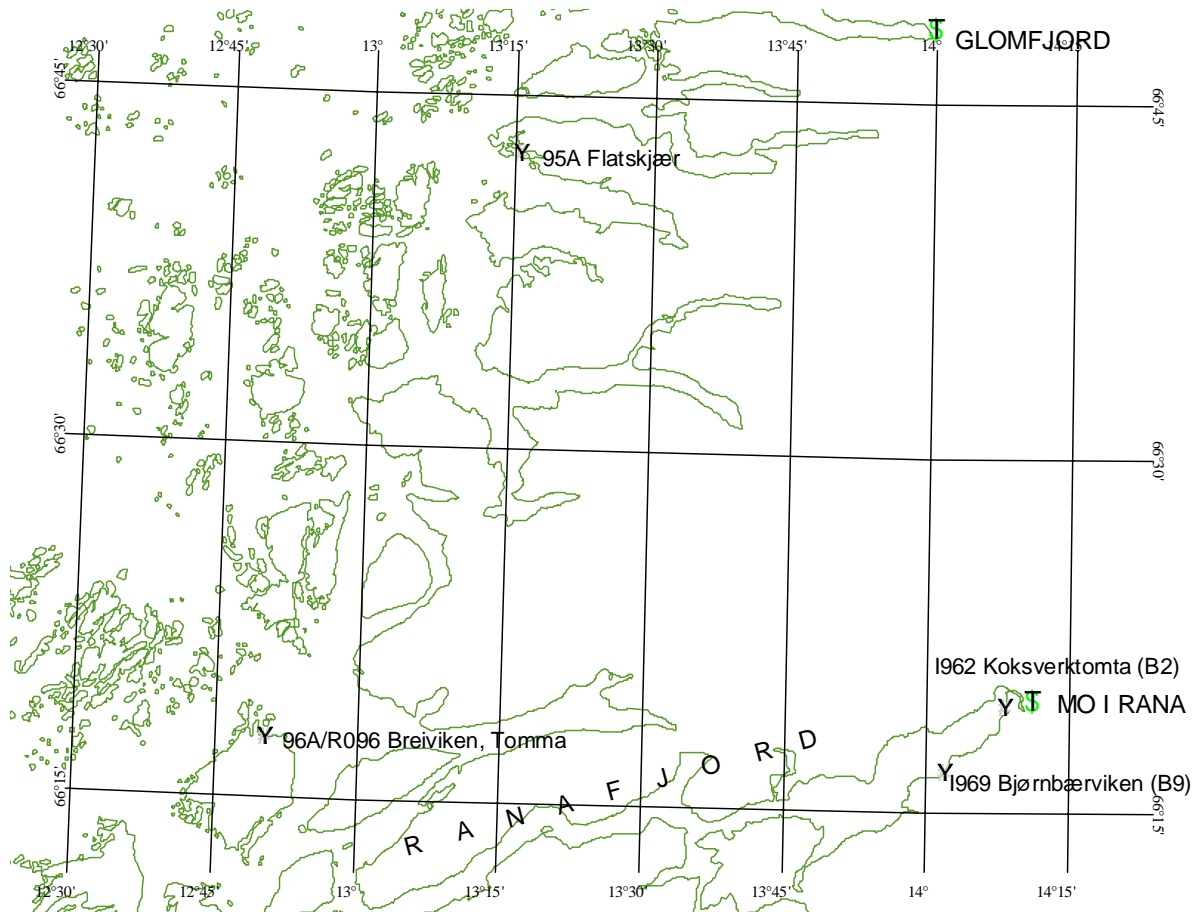 12°30'
12°45'
13°
13°15'
13°30'
13°45'
14°
14°15'
T
S
GLOMFJORD
66°45'
66°45'
Y 95A Flatskjær
66°30'
66°30'
I962 Koksverktomta (B2)
Y T
S
MO I RANA
Y 96A/R096 Breiviken, Tomma
Y
I969 Bjørnbærviken (B9)
R A N A F J O R D
66°15'
66°15'
12°30'
12°45'
13°
13°15'
13°30'
13°45'
14°
14°15'